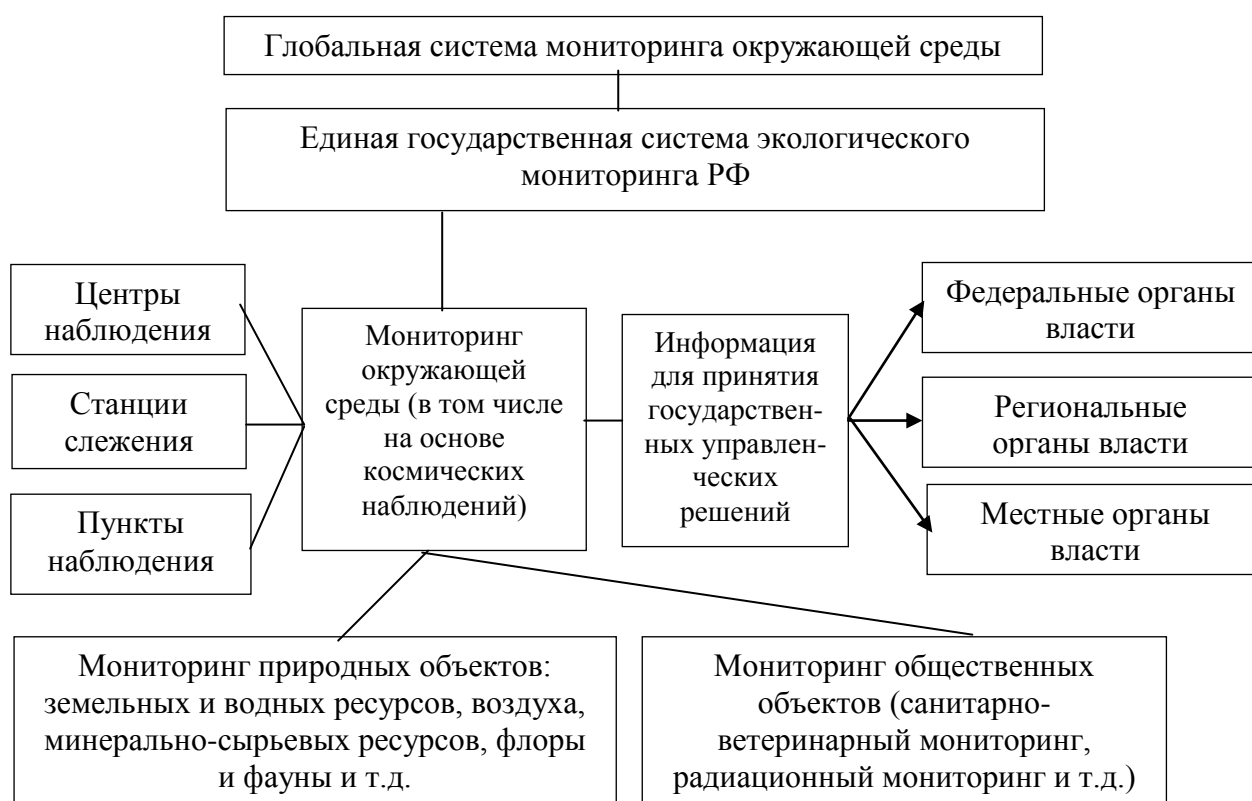 Глобальная система мониторинга окружающей среды
Единая государственная система экологического
мониторинга РФ
Центры
наблюдения
Станции
слежения
Пункты
наблюдения
Мониторинг
окружающей
среды (в том числе
на основе
космических
наблюдений)
Информация
для принятия
государствен-
ных управлен-
ческих
решений
Федеральные органы
власти
Региональные
органы власти
Местные органы
власти
Мониторинг природных объектов:
земельных и водных ресурсов, воздуха,
минерально-сырьевых ресурсов, флоры
и фауны и т.д.
Мониторинг общественных
объектов (санитарно-
ветеринарный мониторинг,
радиационный мониторинг и т.д.)